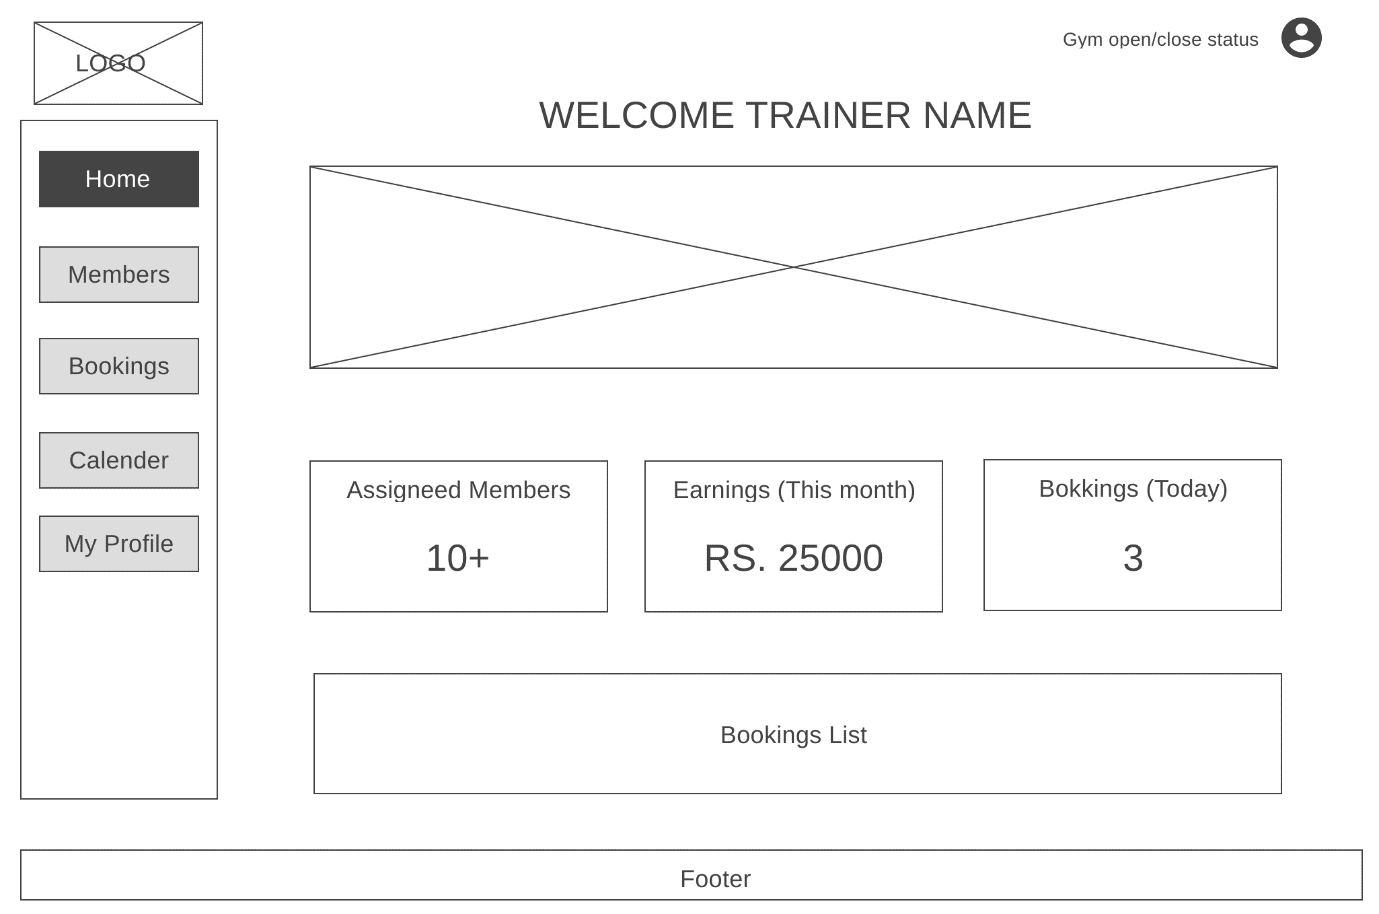 LOGO
Gym open/close status
WELCOME TRAINER NAME
Home
Members
Bookings
Calender
My Profile
Assigneed Members
10+
Earnings (This month)
RS. 25000
Bokkings (Today)
3
Bookings List
Footer